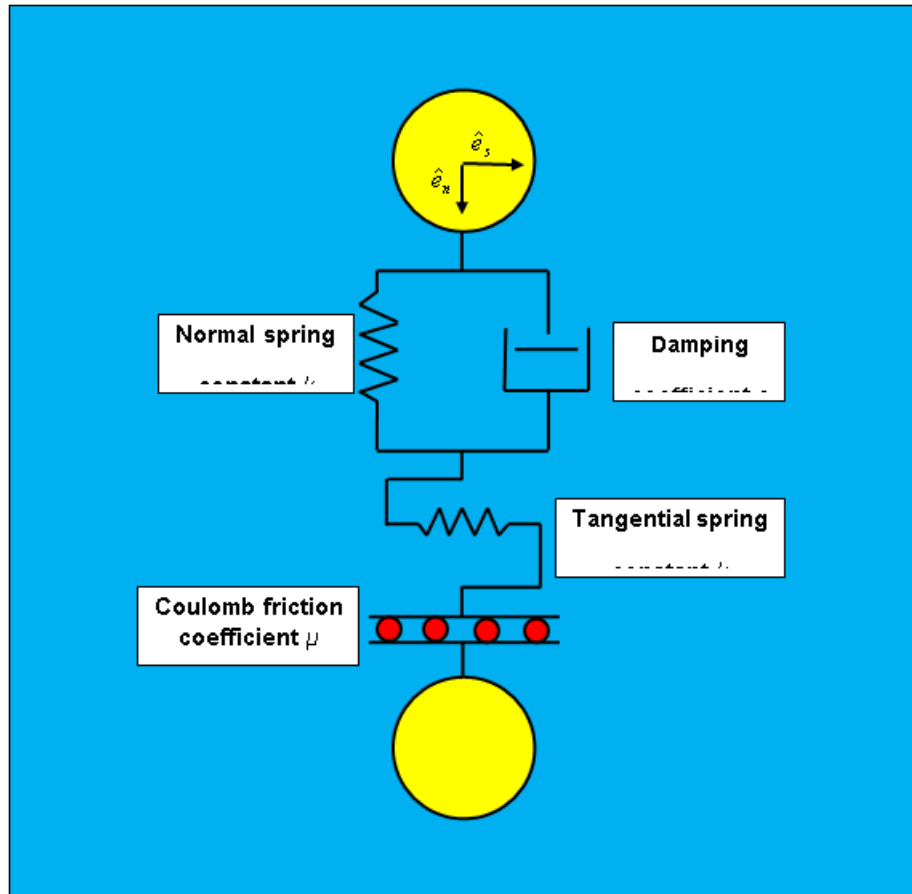 ê_s
ê_n
Normal spring
Damping
Tangential spring
Coulomb friction
coefficient μ